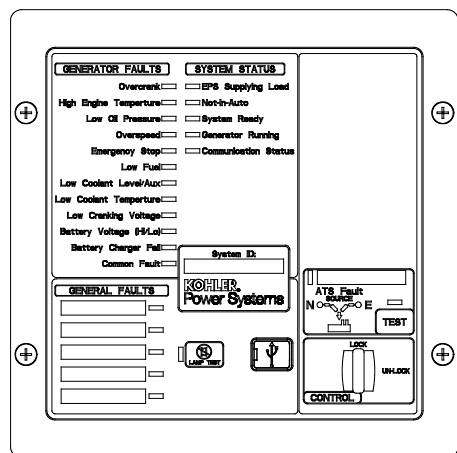 GENERATOR FAULTS
Overcrank
High Engine Temperture
Low Oil Pressure
Overspeed
Emergency Stop
Low Fuel
Low Coolant Level/Aux
Low Coolant Temperture
Low Cranking Voltage
Battery Voltage (Hi/Lo)
Battery Charger Fail
Common Fault
SYSTEM STATUS
EPS Supplying Load
Not-In-Auto
System Ready
Generator Running
Communication Status
System ID:
KOHLER
Power Systems
GENERAL FAULTS
LAMP TEST
ATS Fault
SOURCE
N E
TEST
LOCK
UN-LOCK
CONTROL